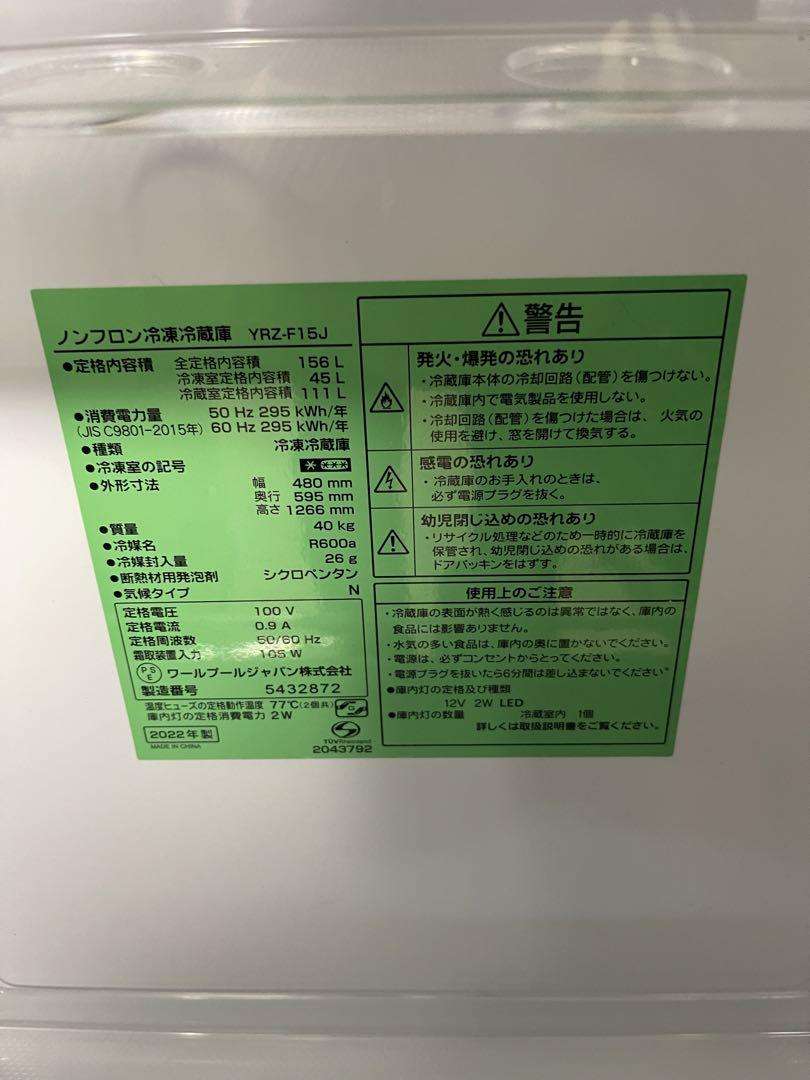 ノンフロン冷凍冷蔵庫 YRZ-F15J
●定格内容積 全定格内容積 156 L
冷凍室定格内容積 45 L
冷蔵室定格内容積 111 L
●消費電力量 50 Hz 295 kWh/年
(JIS C9801-2015年) 60 Hz 295 kWh/年
●種類 冷凍冷蔵庫
●冷凍室の記号
●外形寸法 幅 480 mm
奥行 595 mm
高さ 1266 mm
●質量 40 kg
●冷媒名 R600a
●冷媒封入量 26 g
●断熱材用発泡剤 シクロペンタン
●気候タイプ N
定格電圧 100 V
定格電流 0.9 A
定格周波数 50/60 Hz
霜取装置入力 105 W
PSE ワールプールジャパン株式会社
製造番号 5432872
温度ヒューズの定格動作温度 77℃(2個共)
庫内灯の定格消費電力 2W
2022年製
MADE IN CHINA
TÜVRheinland
2043792
警告
発火・爆発の恐れあり
・冷蔵庫本体の冷却回路(配管)を傷つけない。
・冷蔵庫内で電気製品を使用しない。
・冷却回路(配管)を傷つけた場合は、火気の
使用を避け、窓を開けて換気する。
感電の恐れあり
・冷蔵庫のお手入れのときは、
必ず電源プラグを抜く。
幼児閉じ込めの恐れあり
・リサイクル処理などのため一時的に冷蔵庫を
保管され、幼児閉じ込めの恐れがある場合は、
ドアパッキンをはずす。
使用上のご注意
・冷蔵庫の表面が熱く感じるのは異常ではなく、庫内の
食品には影響ありません。
・水気の多い食品は、庫内の奥に置かないでください。
・電源は、必ずコンセントからとってください。
・電源プラグを抜いたら6分間は差し込まないでください。
●庫内灯の定格及び種類
12V 2W LED
●庫内灯の数量 冷蔵室内 1個
詳しくは取扱説明書をご覧ください。